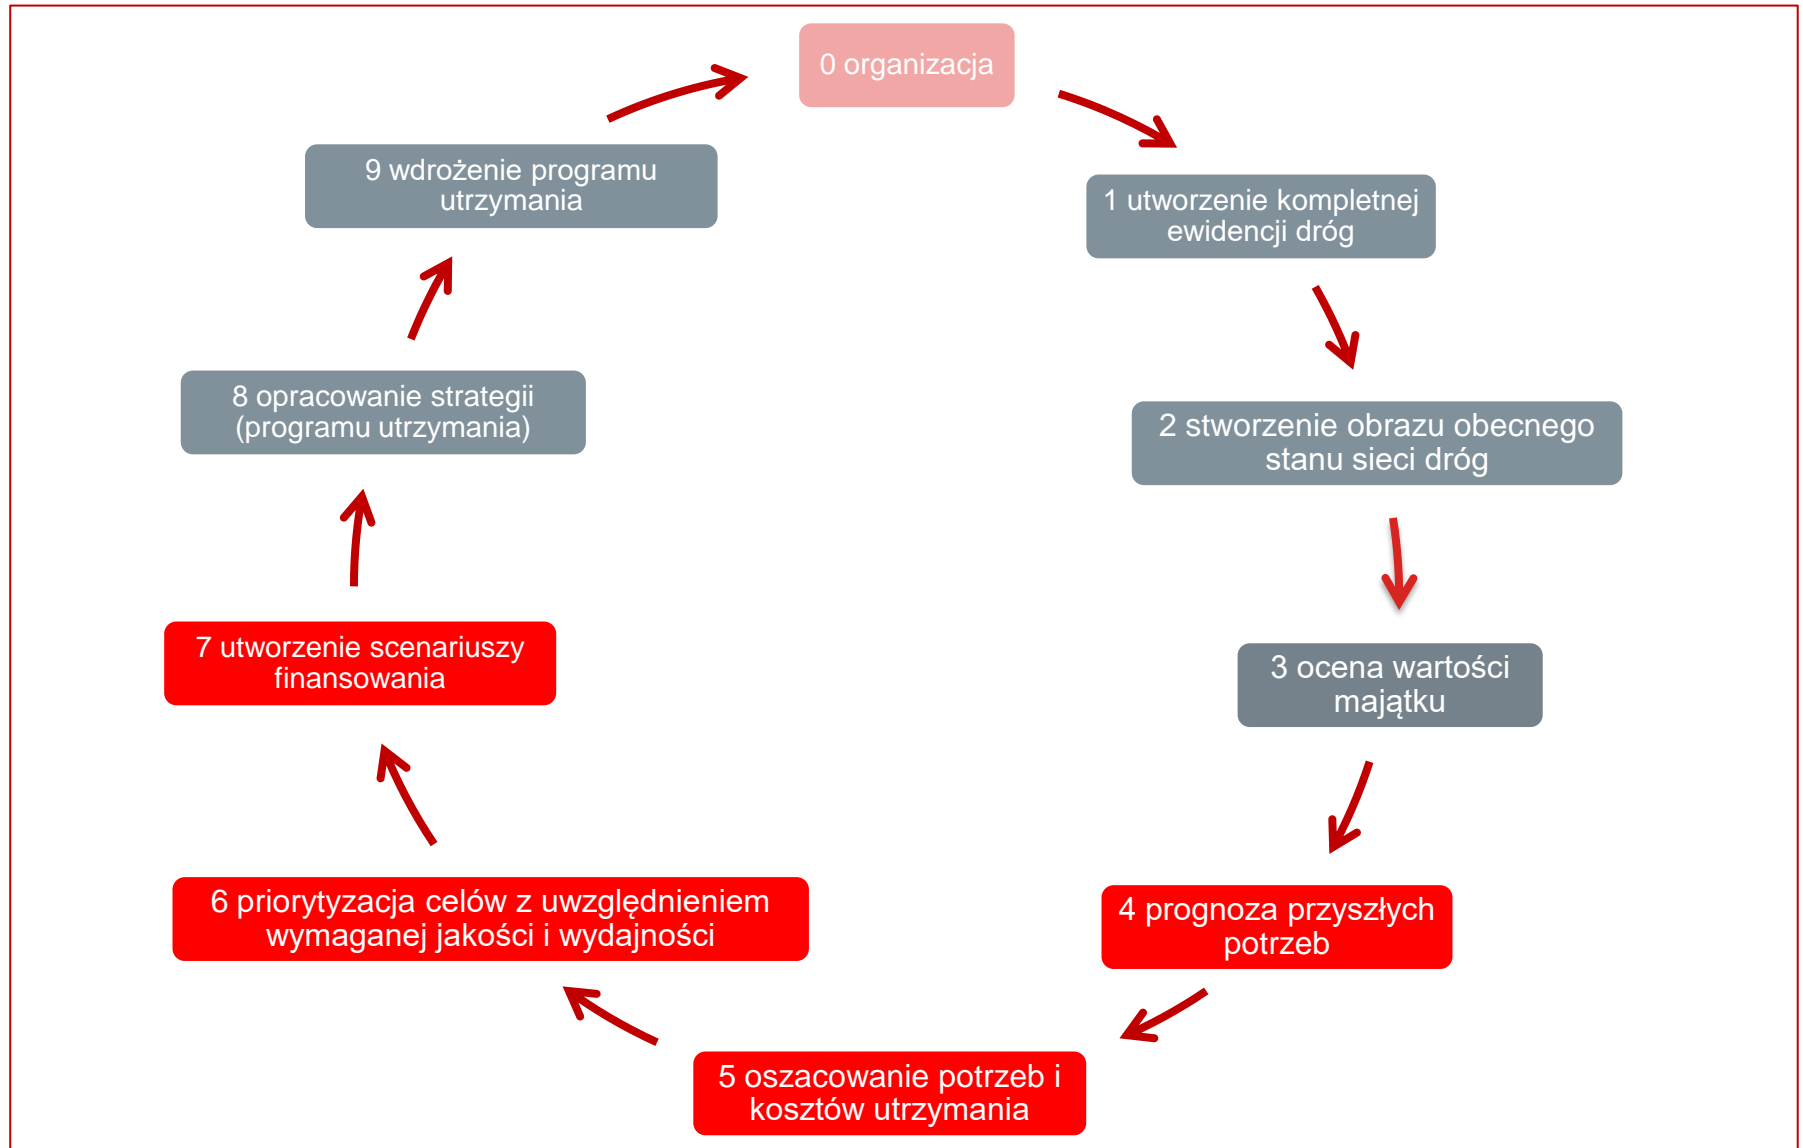 0 organizacja
1 utworzenie kompletnej
ewidencji dróg
2 stworzenie obrazu obecnego
stanu sieci dróg
3 ocena wartości
majątku
4 prognoza przyszłych
potrzeb
5 oszacowanie potrzeb i
kosztów utrzymania
6 priorytyzacja celów z uwzględnieniem
wymaganej jakości i wydajności
7 utworzenie scenariuszy
finansowania
8 opracowanie strategii
(programu utrzymania)
9 wdrożenie programu
utrzymania